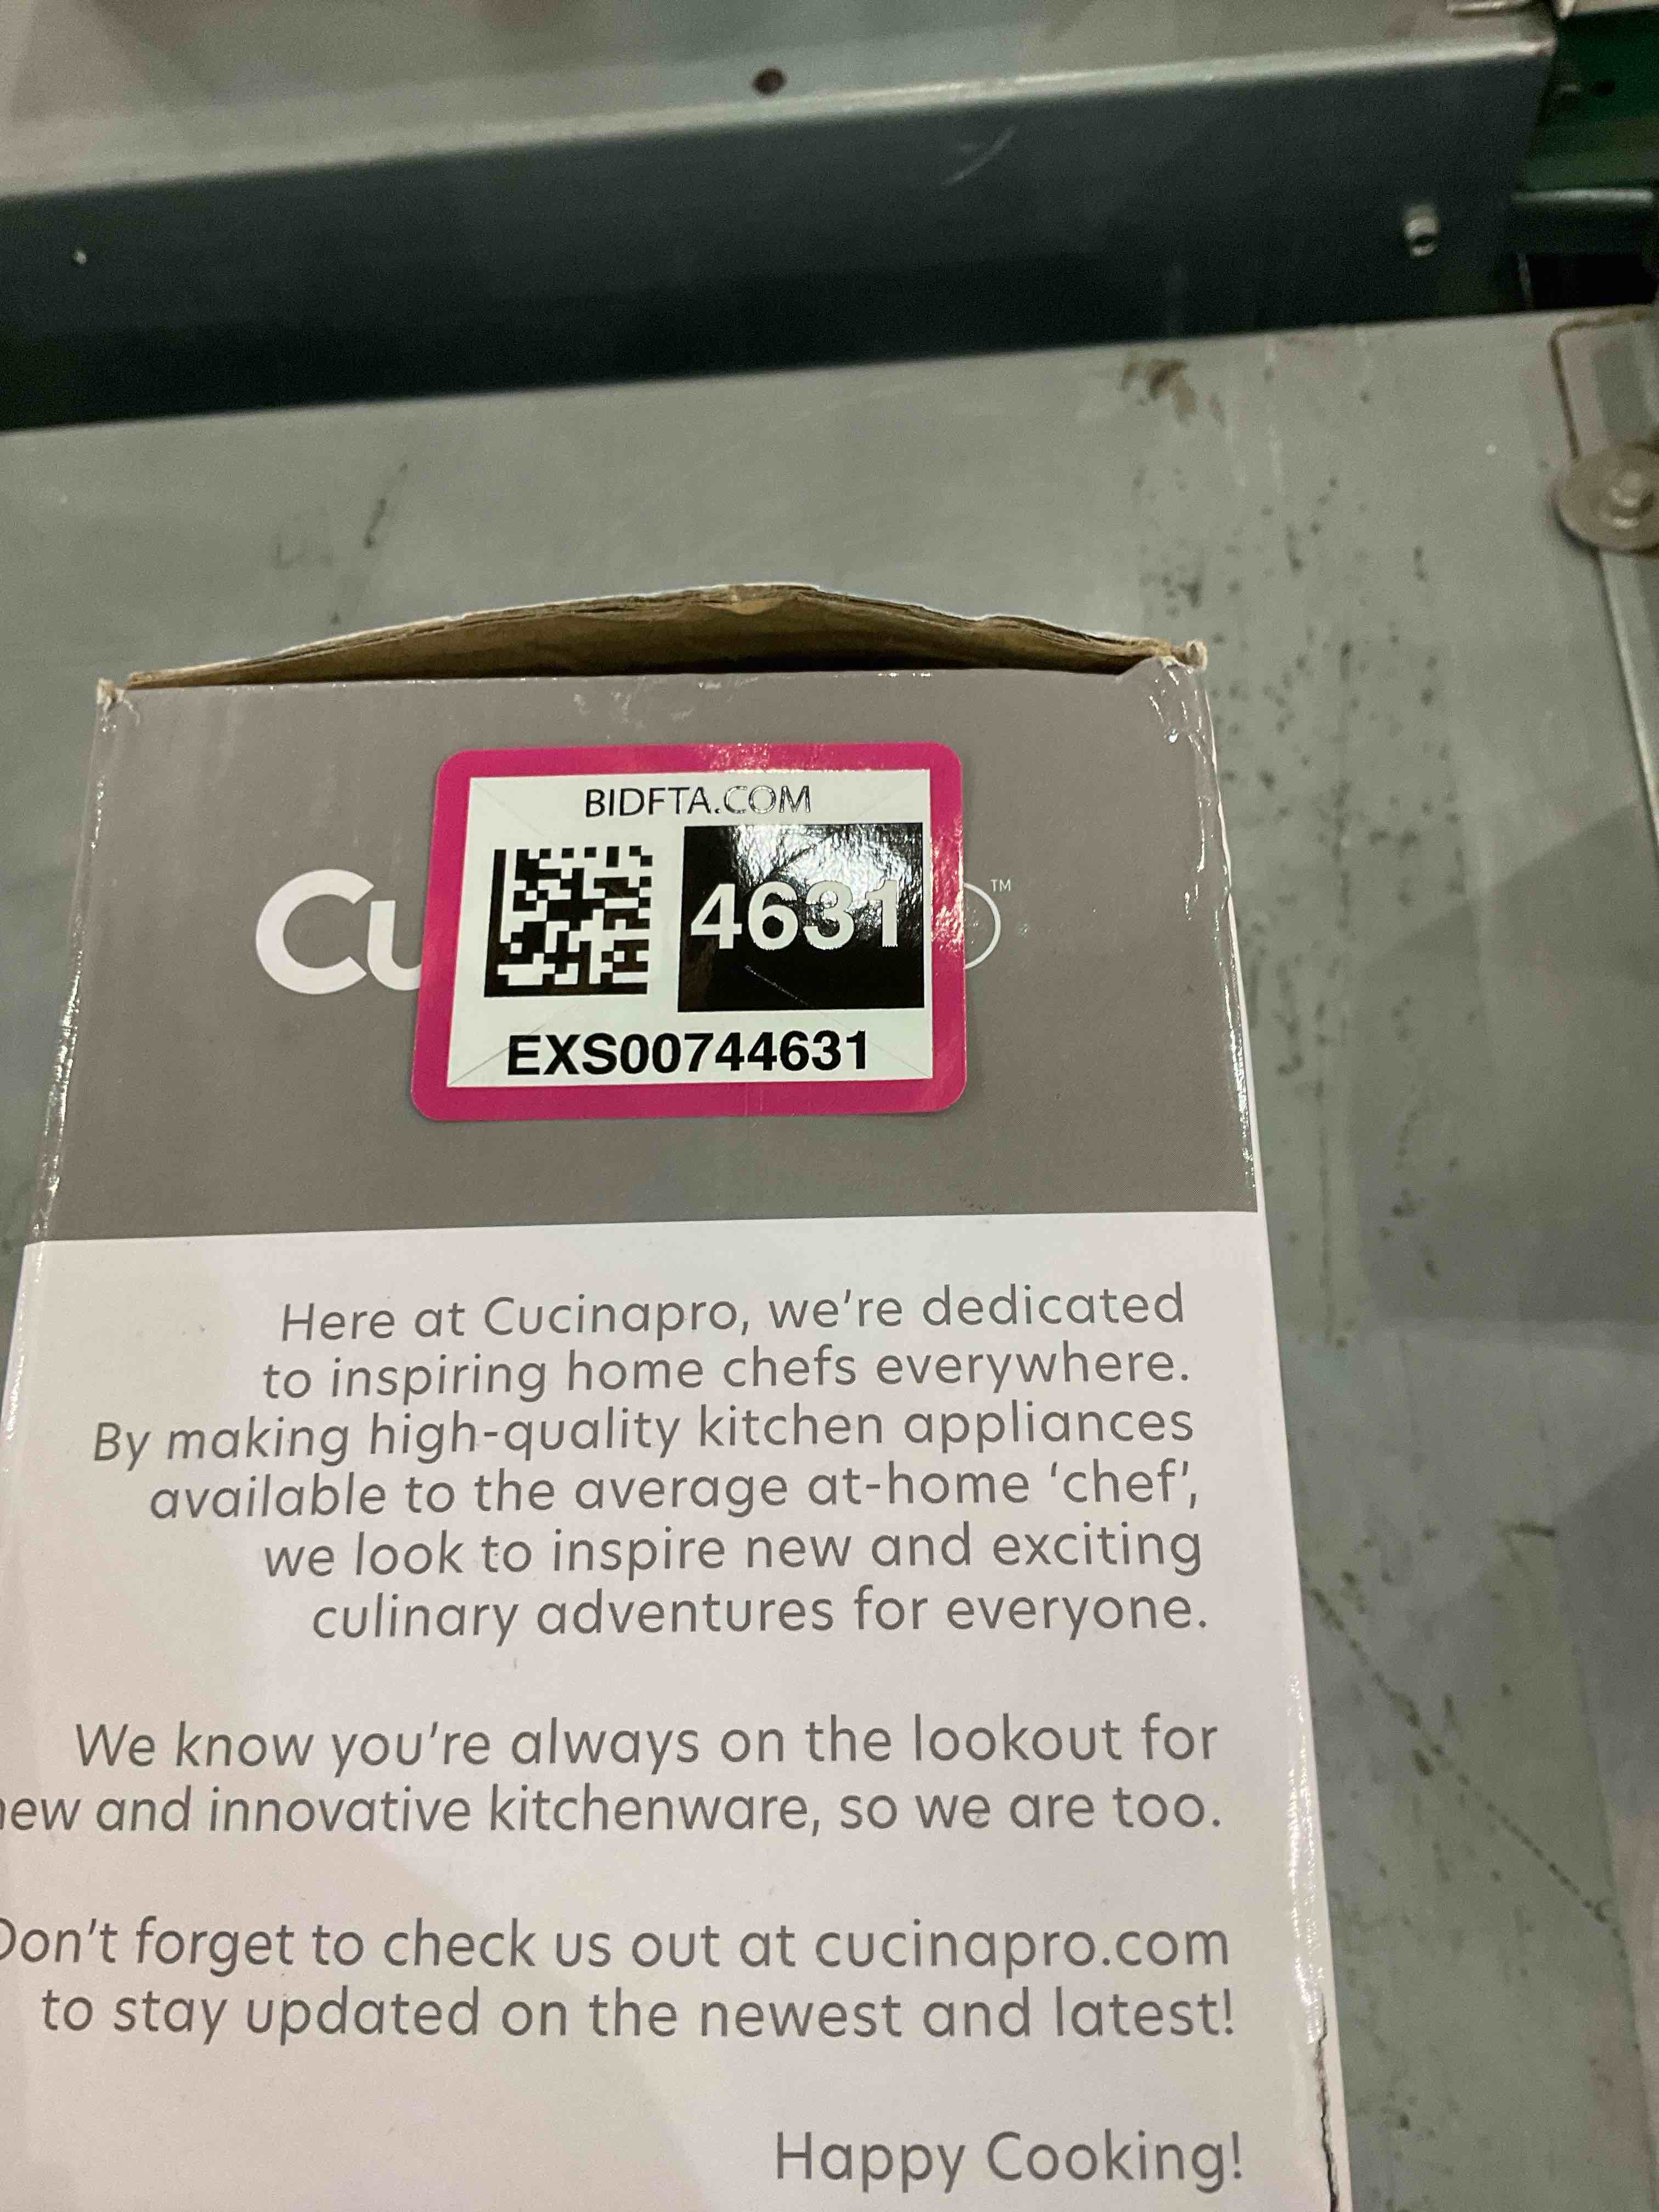 BIDFTA.COM
Cu
TM
4631
EXS00744631
Here at Cucinapro, we're dedicated
to inspiring home chefs everywhere.
By making high-quality kitchen appliances
available to the average at-home ‘chef’,
we look to inspire new and exciting
culinary adventures for everyone.
We know you're always on the lookout for
new and innovative kitchenware, so we are too.
Don't forget to check us out at cucinapro.com
to stay updated on the newest and latest!
Happy Cooking!